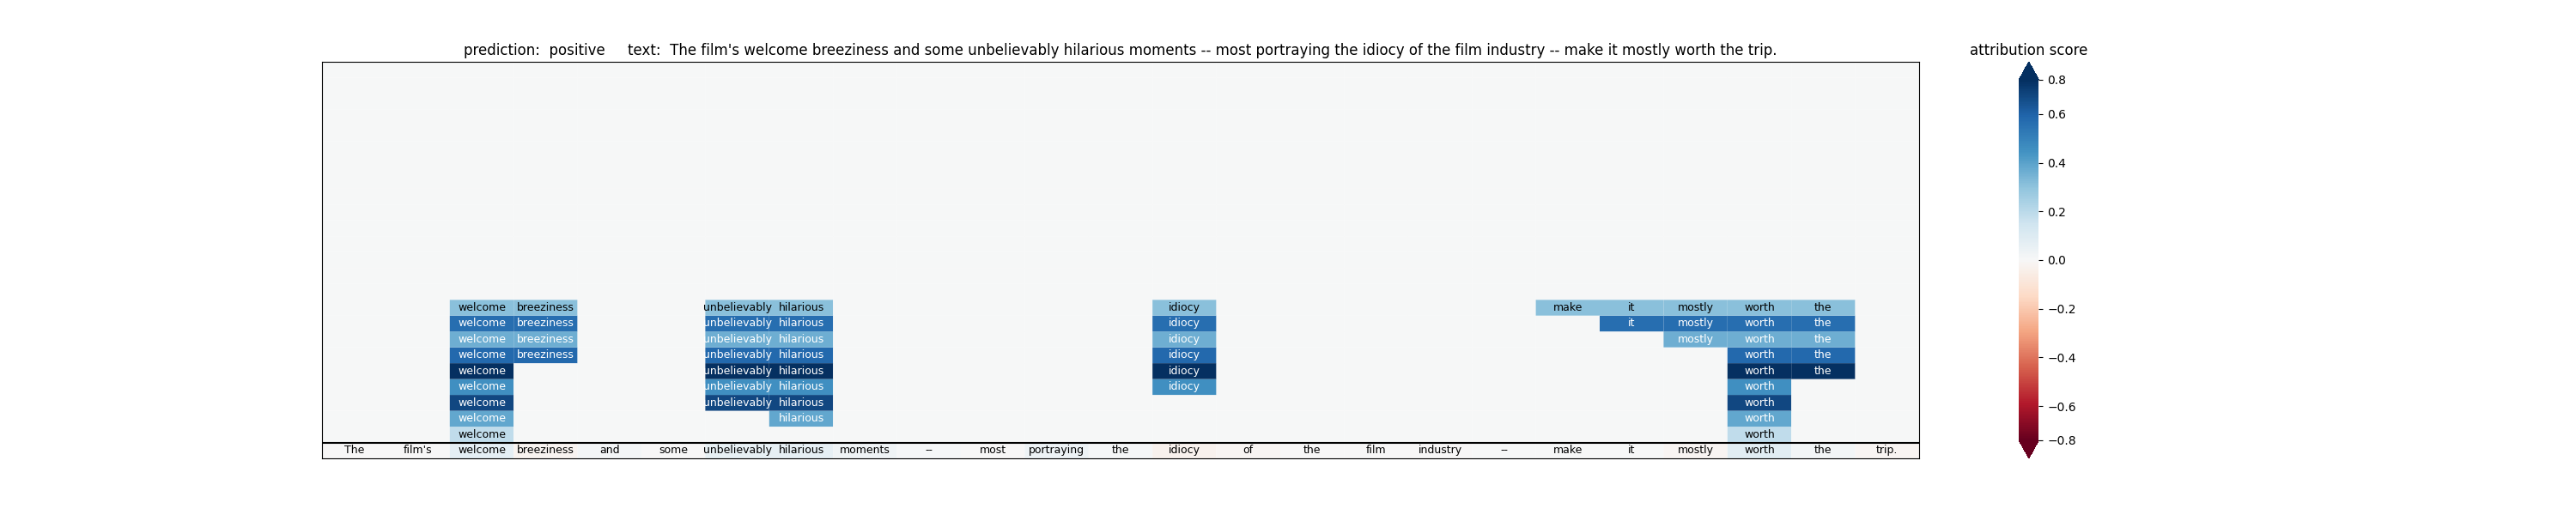 prediction: positive text: The film's welcome breeziness and some unbelievably hilarious moments -- most portraying the idiocy of the film industry -- make it mostly worth the trip.
attribution score
0.8
0.6
0.4
0.2
0.0
−0.2
−0.4
−0.6
−0.8
welcome breeziness unbelievably hilarious idiocy make it mostly worth the
welcome breeziness unbelievably hilarious idiocy it mostly worth the
welcome breeziness unbelievably hilarious idiocy mostly worth the
welcome breeziness unbelievably hilarious idiocy worth the
welcome unbelievably hilarious idiocy worth the
welcome unbelievably hilarious idiocy worth
welcome unbelievably hilarious worth
welcome hilarious worth
welcome worth
The film's welcome breeziness and some unbelievably hilarious moments -- most portraying the idiocy of the film industry -- make it mostly worth the trip.